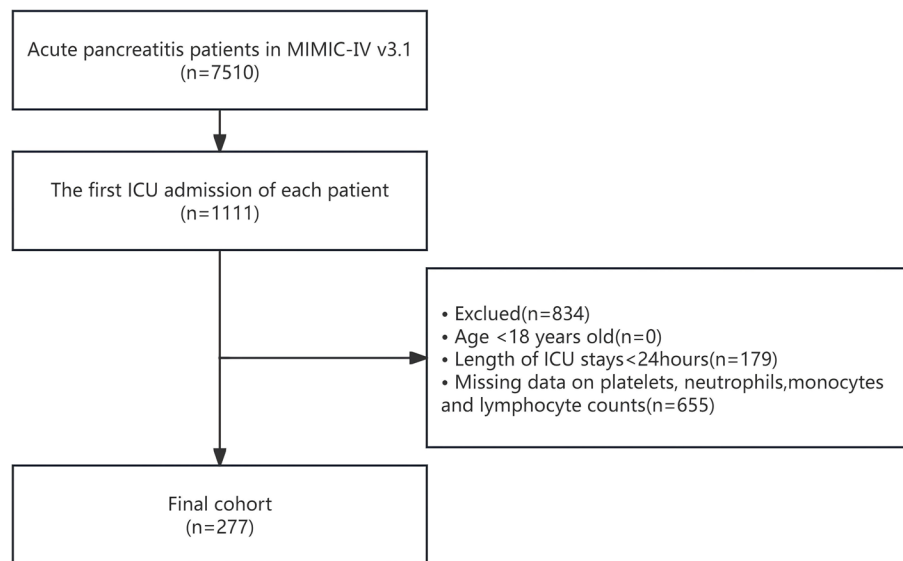 Acute pancreatitis patients in MIMIC-IV v3.1
(n=7510)
The first ICU admission of each patient
(n=1111)
• Exclued(n=834)
• Age <18 years old(n=0)
• Length of ICU stays<24hours(n=179)
• Missing data on platelets, neutrophils,monocytes
and lymphocyte counts(n=655)
Final cohort
(n=277)